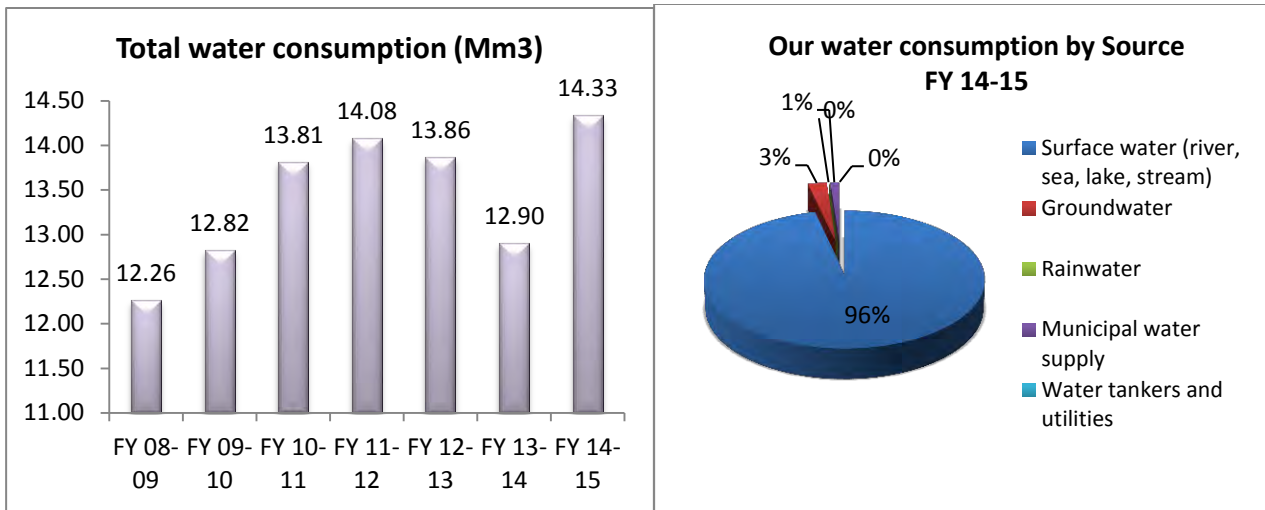 Total water consumption (Mm3)
14.50
14.00
13.50
13.00
12.50
12.00
11.50
11.00
12.26
12.82
13.81
14.08
13.86
12.90
14.33
FY 08-
09
FY 09-
10
FY 10-
11
FY 11-
12
FY 12-
13
FY 13-
14
FY 14-
15
Our water consumption by Source
FY 14-15
1%
0%
3%
0%
96%
Surface water (river,
sea, lake, stream)
Groundwater
Rainwater
Municipal water
supply
Water tankers and
utilities